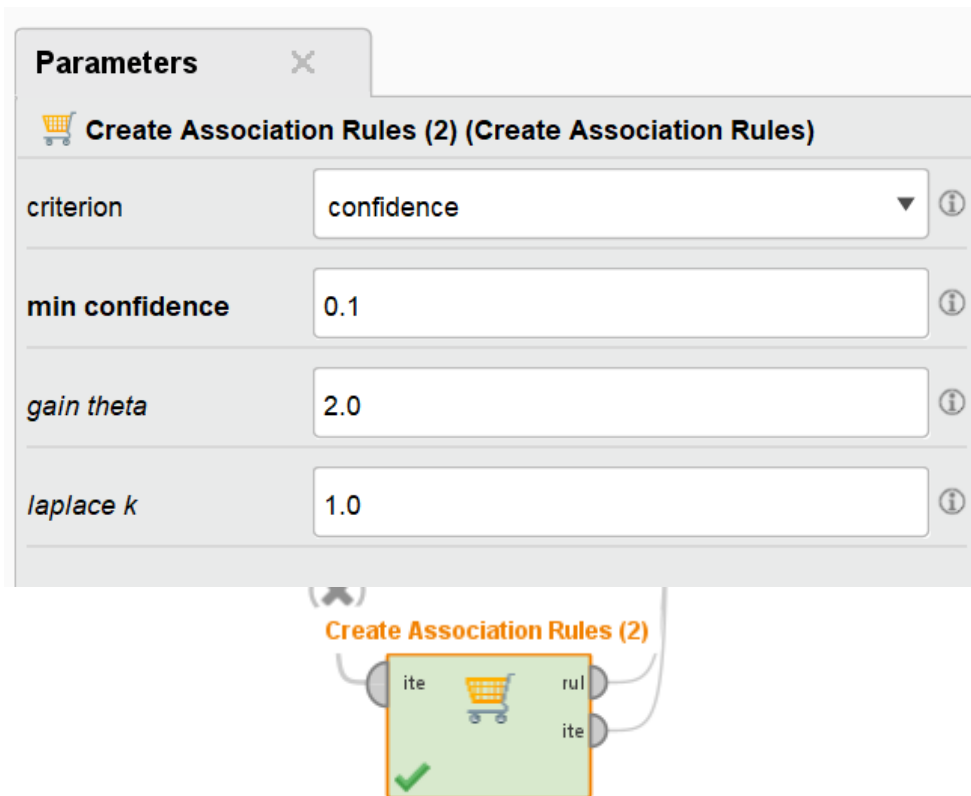 Parameters
Create Association Rules (2) (Create Association Rules)
criterion confidence
min confidence 0.1
gain theta 2.0
laplace k 1.0
Create Association Rules (2)
ite rul
ite